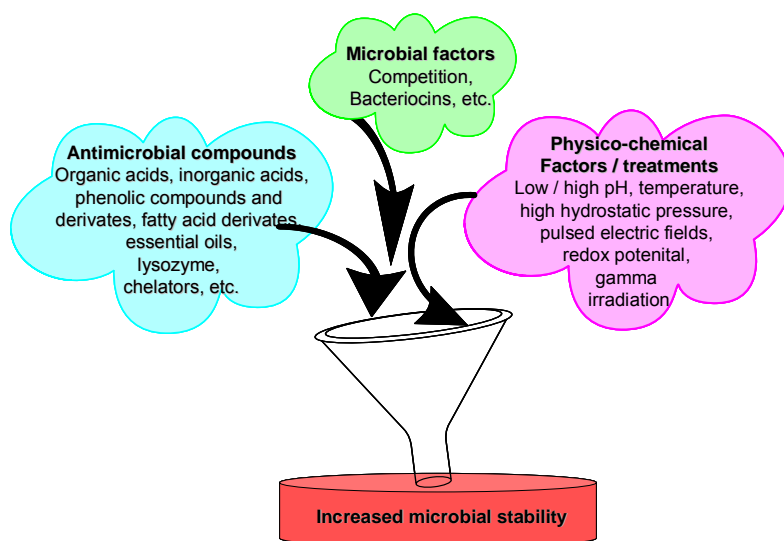 Microbial factors
Competition,
Bacteriocins, etc.
Antimicrobial compounds
Organic acids, inorganic acids,
phenolic compounds and
derivates, fatty acid derivates
essential oils,
lysozyme,
chelators, etc.
Physico-chemical
Factors / treatments
Low / high pH, temperature,
high hydrostatic pressure,
pulsed electric fields,
redox potenital,
gamma
irradiation
Increased microbial stability